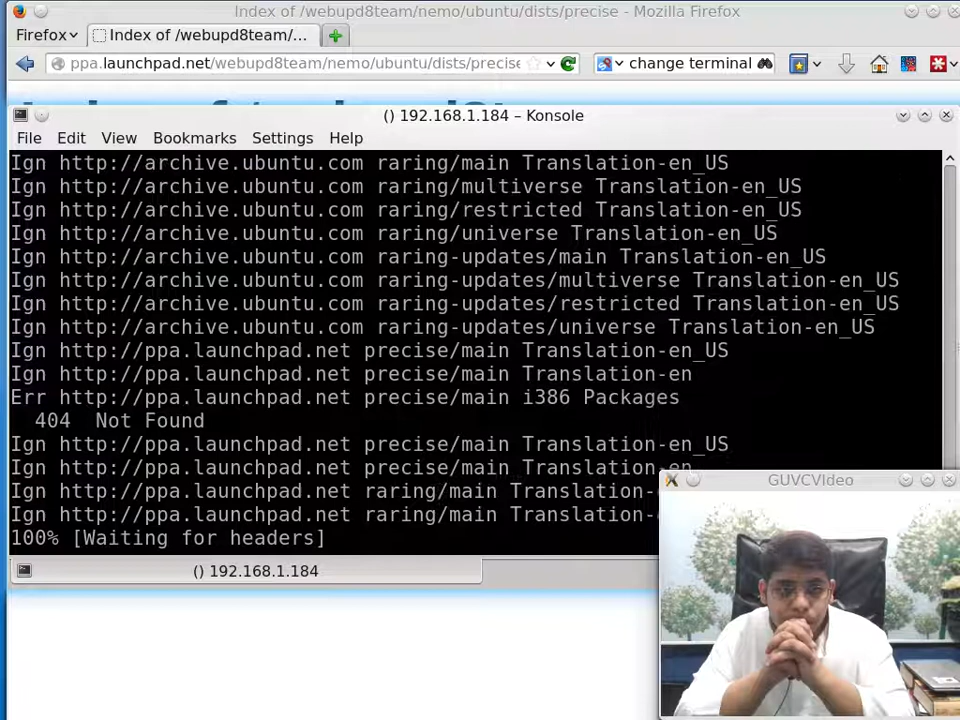 Index of /webupd8team/nemo/ubuntu/dists/precise - Mozilla Firefox
Firefox
Index of /webupd8team/...
ppa.launchpad.net/webupd8team/nemo/ubuntu/dists/precise
change terminal
() 192.168.1.184 – Konsole
File Edit View Bookmarks Settings Help
Ign http://archive.ubuntu.com raring/main Translation-en_US
Ign http://archive.ubuntu.com raring/multiverse Translation-en_US
Ign http://archive.ubuntu.com raring/restricted Translation-en_US
Ign http://archive.ubuntu.com raring/universe Translation-en_US
Ign http://archive.ubuntu.com raring-updates/main Translation-en_US
Ign http://archive.ubuntu.com raring-updates/multiverse Translation-en_US
Ign http://archive.ubuntu.com raring-updates/restricted Translation-en_US
Ign http://archive.ubuntu.com raring-updates/universe Translation-en_US
Ign http://ppa.launchpad.net precise/main Translation-en_US
Ign http://ppa.launchpad.net precise/main Translation-en
Err http://ppa.launchpad.net precise/main i386 Packages
404 Not Found
Ign http://ppa.launchpad.net precise/main Translation-en_US
Ign http://ppa.launchpad.net precise/main Translation-en
Ign http://ppa.launchpad.net raring/main Translation-
Ign http://ppa.launchpad.net raring/main Translation-
100% [Waiting for headers]
GUVCVIdeo
() 192.168.1.184